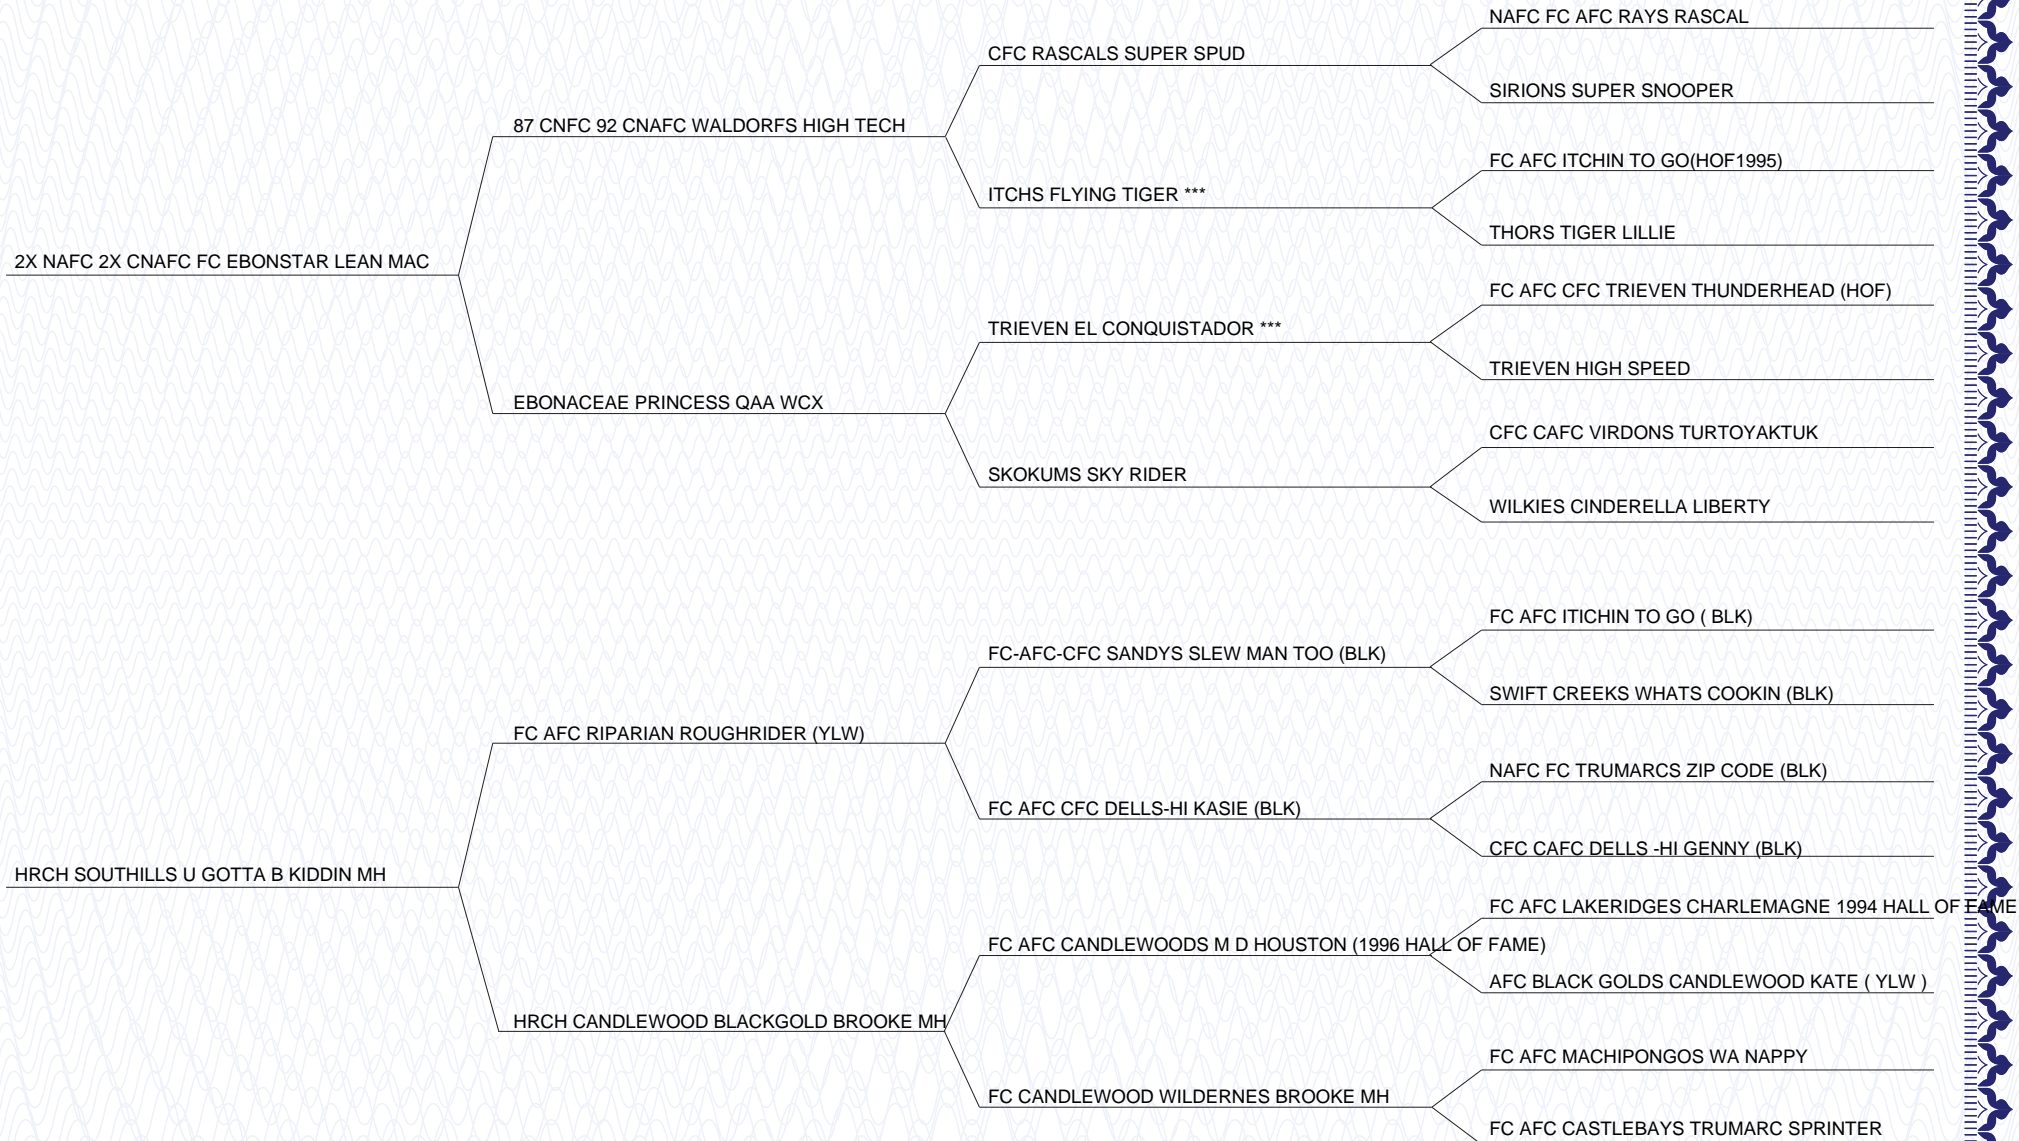 NAFC FC AFC RAYS RASCAL
CFC RASCALS SUPER SPUD
SIRIONS SUPER SNOOPER
87 CNFC 92 CNAFC WALDORFS HIGH TECH
FC AFC ITCHIN TO GO(HOF1995)
ITCHS FLYING TIGER ***
THORS TIGER LILLIE
2X NAFC 2X CNAFC FC EBONSTAR LEAN MAC
FC AFC CFC TRIEVEN THUNDERHEAD (HOF)
TRIEVEN EL CONQUISTADOR ***
TRIEVEN HIGH SPEED
EBONACEAE PRINCESS QAA WCX
CFC CAFC VIRDONS TURTOYAKTUK
SKOKUMS SKY RIDER
WILKIES CINDERELLA LIBERTY
FC AFC ITICHIN TO GO ( BLK)
FC-AFC-CFC SANDYS SLEW MAN TOO (BLK)
SWIFT CREEKS WHATS COOKIN (BLK)
FC AFC RIPARIAN ROUGHRIDER (YLW)
NAFC FC TRUMARCS ZIP CODE (BLK)
FC AFC CFC DELLS-HI KASIE (BLK)
CFC CAFC DELLS -HI GENNY (BLK)
HRCH SOUTHILLS U GOTTA B KIDDIN MH
FC AFC LAKERIDGES CHARLEMAGNE 1994 HALL OF FAME
FC AFC CANDLEWOODS M D HOUSTON (1996 HALL OF FAME)
AFC BLACK GOLDS CANDLEWOOD KATE ( YLW )
HRCH CANDLEWOOD BLACKGOLD BROOKE MH
FC AFC MACHIPONGOS WA NAPPY
FC CANDLEWOOD WILDERNES BROOKE MH
FC AFC CASTLEBAYS TRUMARC SPRINTER